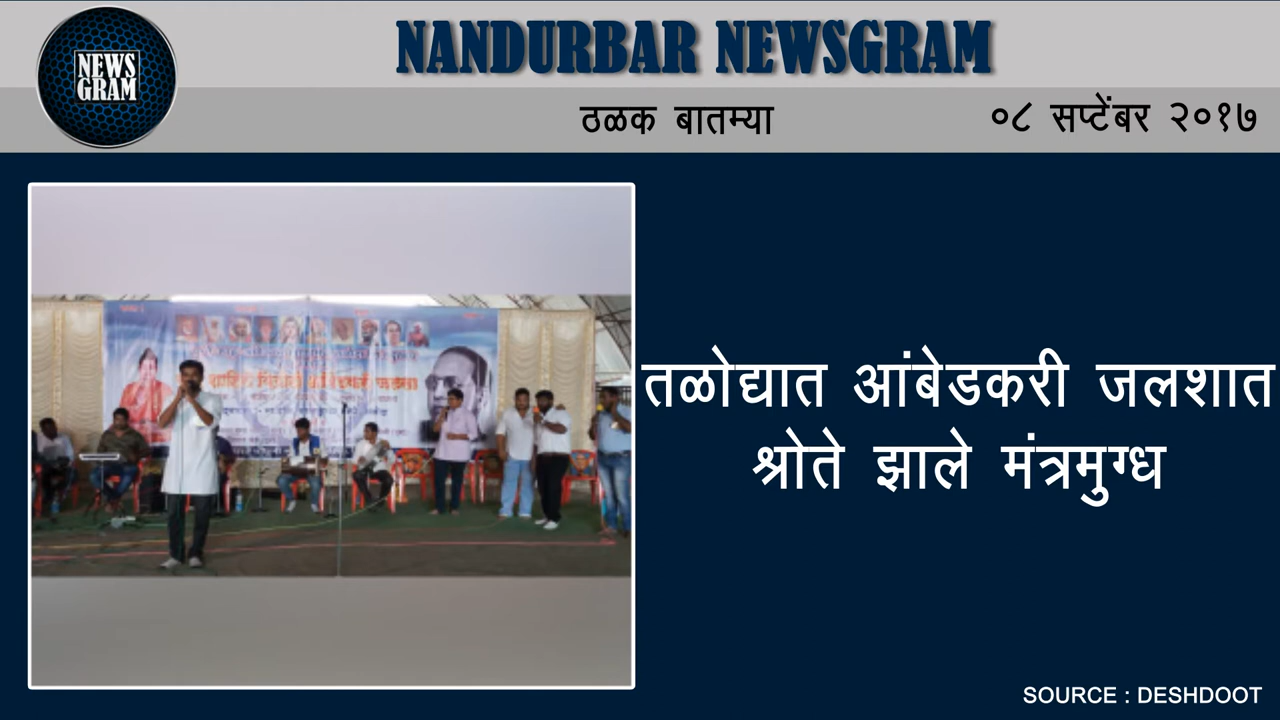 NEWS
GRAM
NANDURBAR NEWSGRAM
ठळक बातम्या
०८ सप्टेंबर २०१७
तळोद्यात आंबेडकरी जलशात
श्रोते झाले मंत्रमुग्ध
SOURCE : DESHDOOT